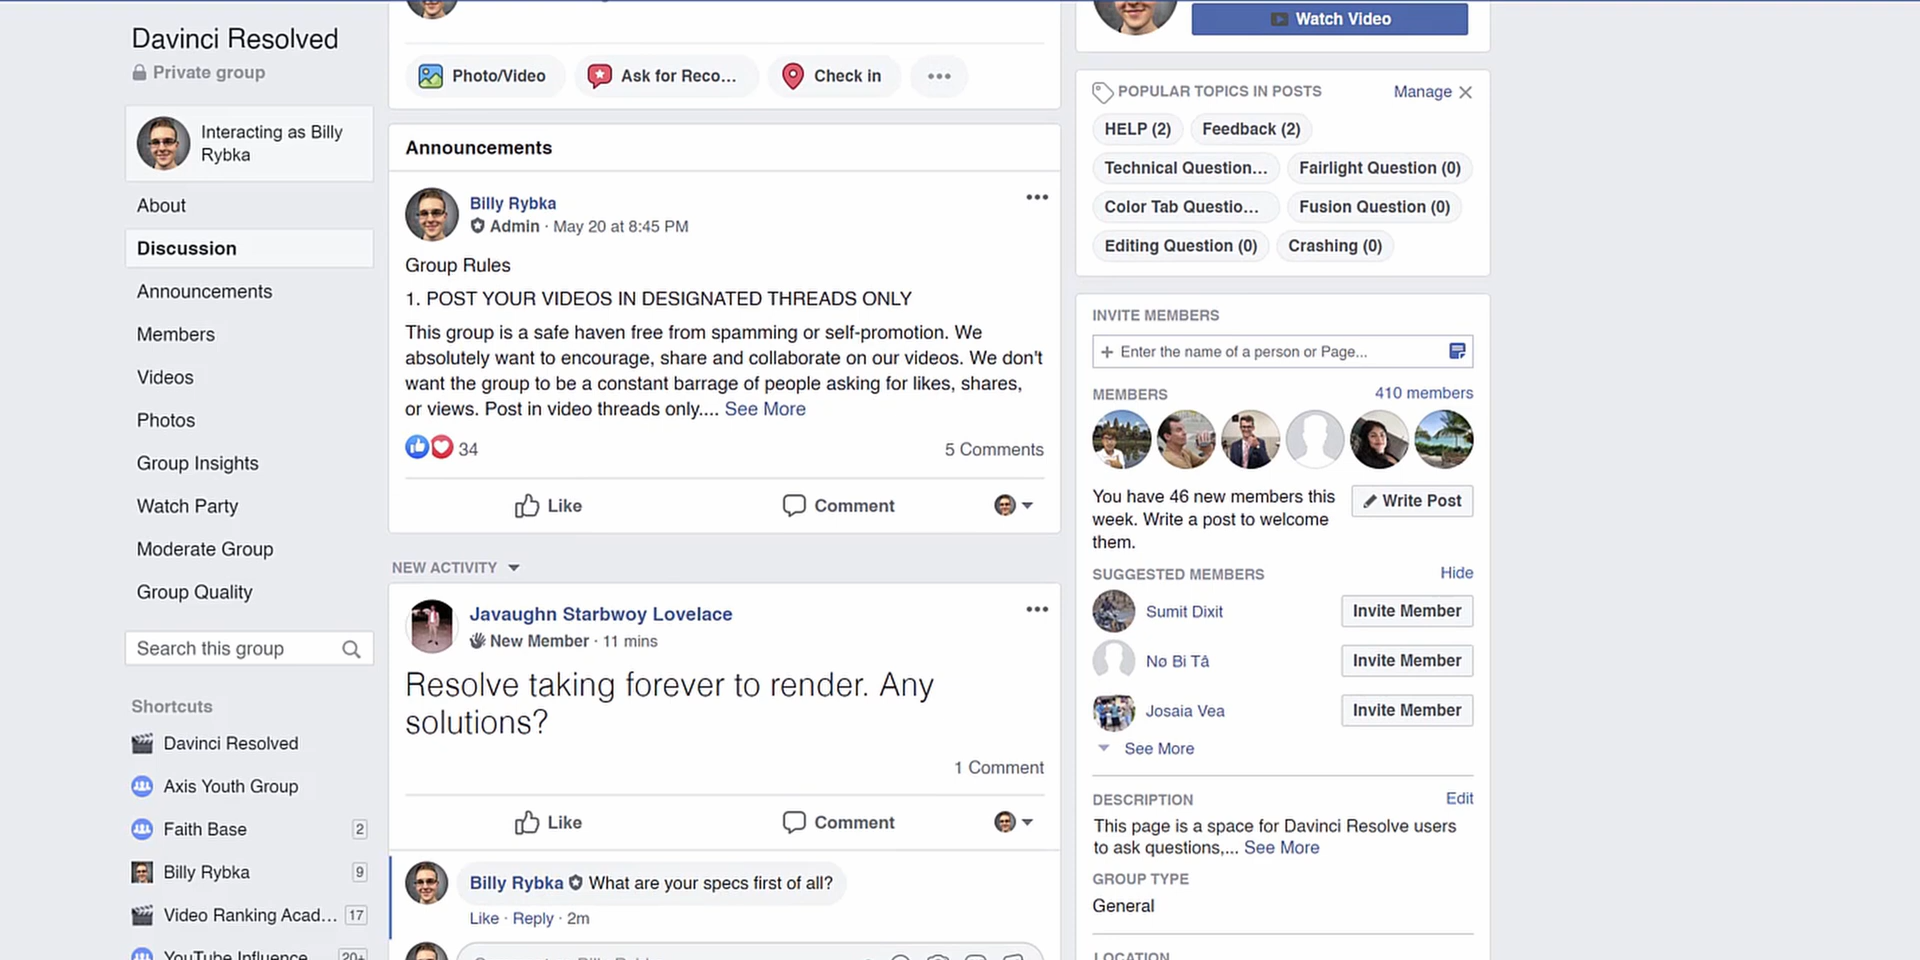 Davinci Resolved
Private group
Interacting as Billy
Rybka
About
Discussion
Announcements
Members
Videos
Photos
Group Insights
Watch Party
Moderate Group
Group Quality
Search this group
Shortcuts
Davinci Resolved
Axis Youth Group
Faith Base 2
Billy Rybka 9
Video Ranking Acad... 17
YouTube Influence 20+
Photo/Video Ask for Reco... Check in
Announcements
Billy Rybka
Admin · May 20 at 8:45 PM
Group Rules
1. POST YOUR VIDEOS IN DESIGNATED THREADS ONLY
This group is a safe haven free from spamming or self-promotion. We
absolutely want to encourage, share and collaborate on our videos. We don't
want the group to be a constant barrage of people asking for likes, shares,
or views. Post in video threads only.... See More
34 5 Comments
Like Comment
NEW ACTIVITY
Javaughn Starbwoy Lovelace
New Member · 11 mins
Resolve taking forever to render. Any
solutions?
1 Comment
Like Comment
Billy Rybka What are your specs first of all?
Like · Reply · 2m
Watch Video
POPULAR TOPICS IN POSTS Manage
HELP (2) Feedback (2)
Technical Question... Fairlight Question (0)
Color Tab Questio... Fusion Question (0)
Editing Question (0) Crashing (0)
INVITE MEMBERS
+ Enter the name of a person or Page...
MEMBERS 410 members
You have 46 new members this
week. Write a post to welcome
them.
Write Post
SUGGESTED MEMBERS Hide
Sumit Dixit Invite Member
Nø Bi Tå Invite Member
Josaia Vea Invite Member
See More
DESCRIPTION Edit
This page is a space for Davinci Resolve users
to ask questions,... See More
GROUP TYPE
General
LOCATION